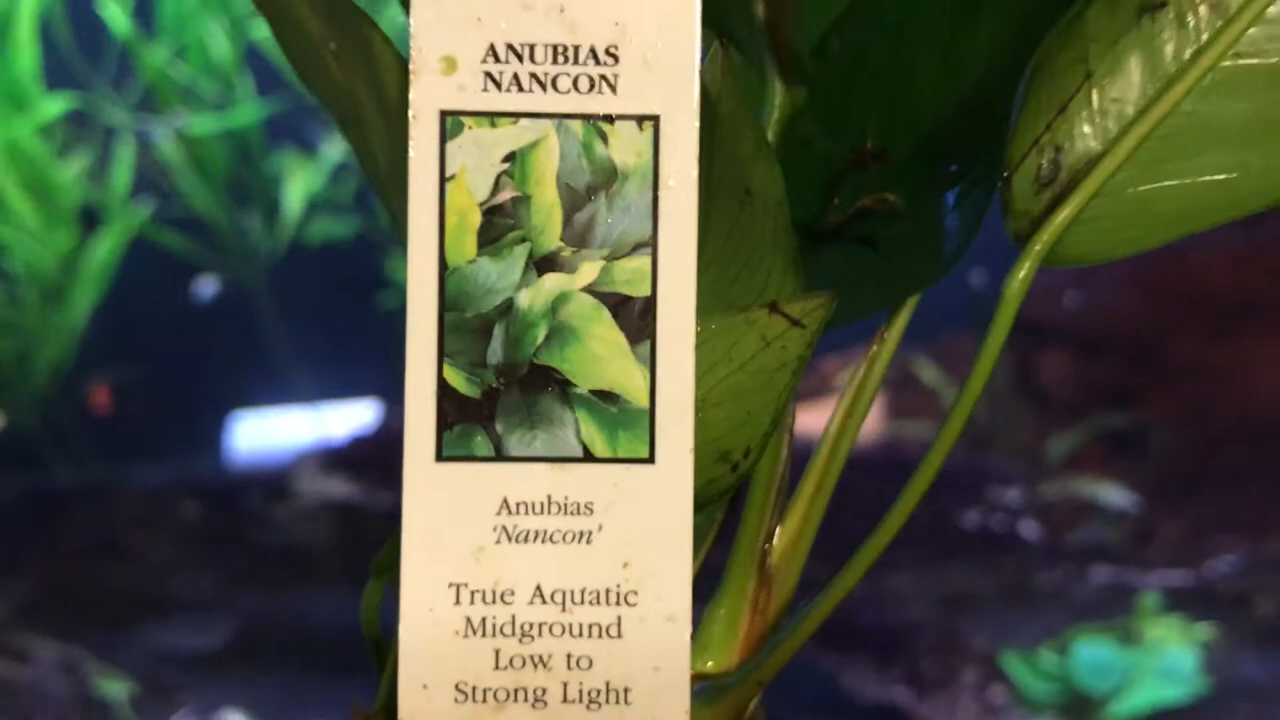 ANUBIAS
NANCON
Anubias
'Nancon'
True Aquatic
Midground
Low to
Strong Light